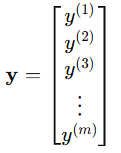 y⁽¹⁾
y⁽²⁾
y = y⁽³⁾
⋮
y⁽ᵐ⁾